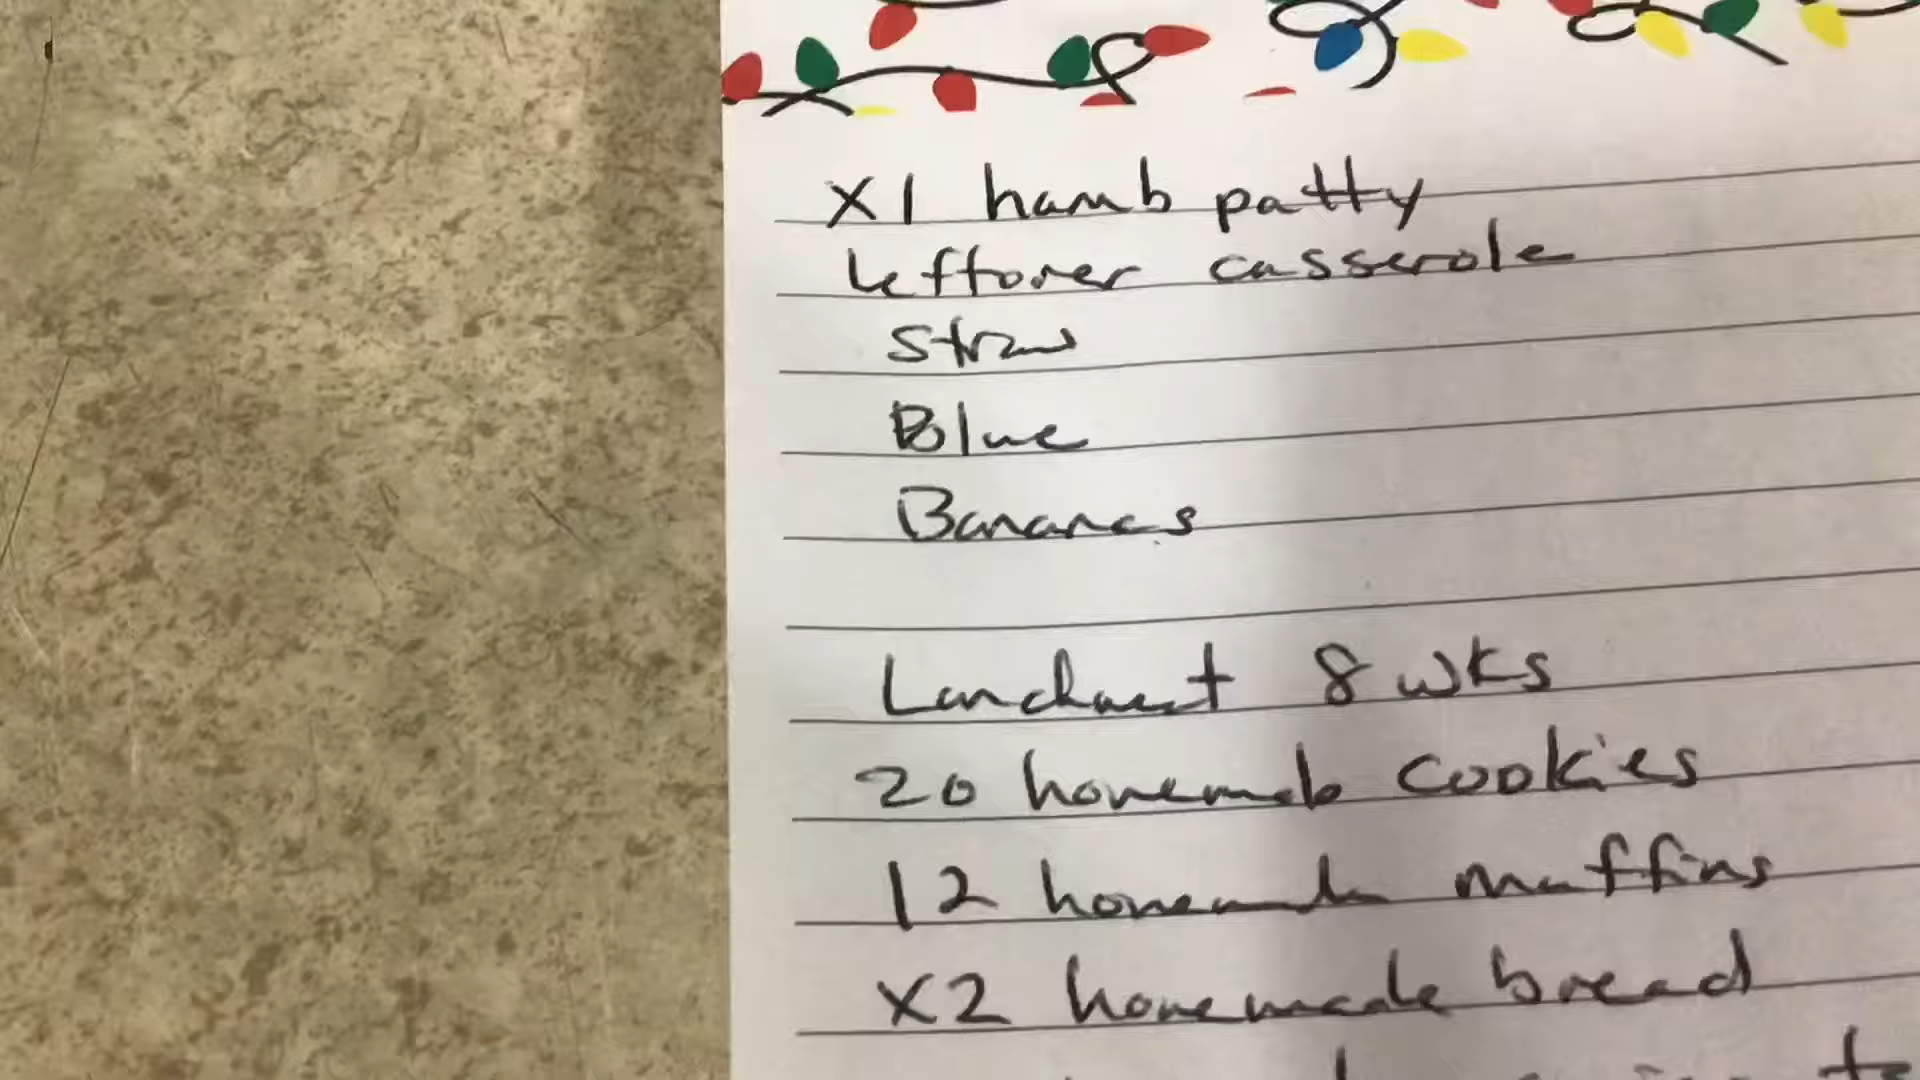 X1 hamb patty
Leftover casserole
Straw
Blue
Bananas
Lunchmeat 8 wks
20 homemade cookies
12 homemade muffins
X2 homemade bread